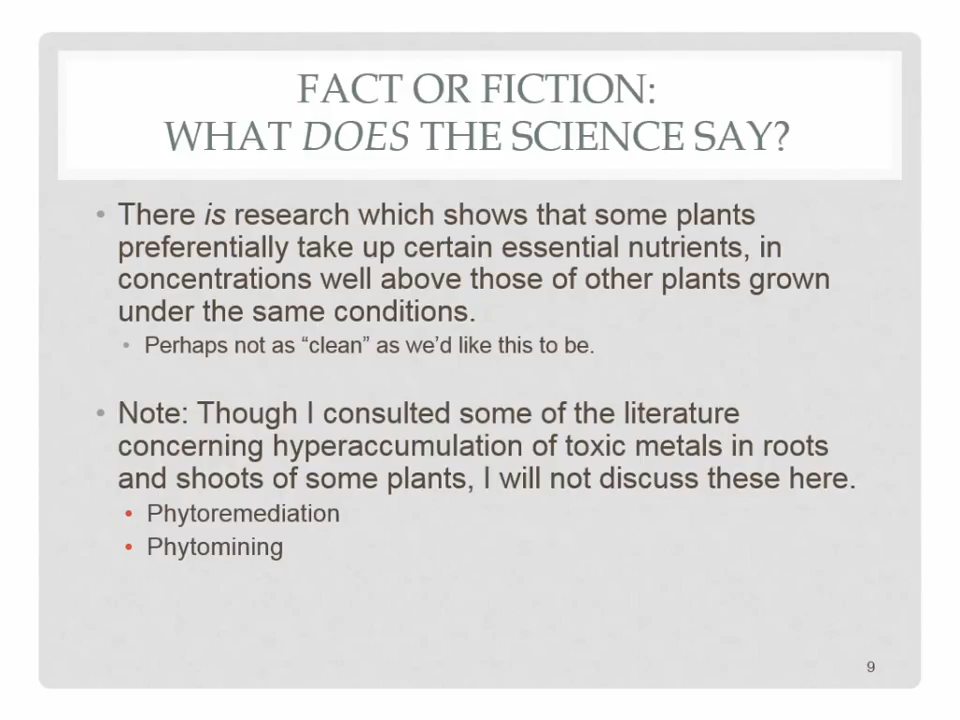 FACT OR FICTION:
WHAT DOES THE SCIENCE SAY?
• There is research which shows that some plants
preferentially take up certain essential nutrients, in
concentrations well above those of other plants grown
under the same conditions.
• Perhaps not as “clean” as we’d like this to be.
• Note: Though I consulted some of the literature
concerning hyperaccumulation of toxic metals in roots
and shoots of some plants, I will not discuss these here.
• Phytoremediation
• Phytomining
9